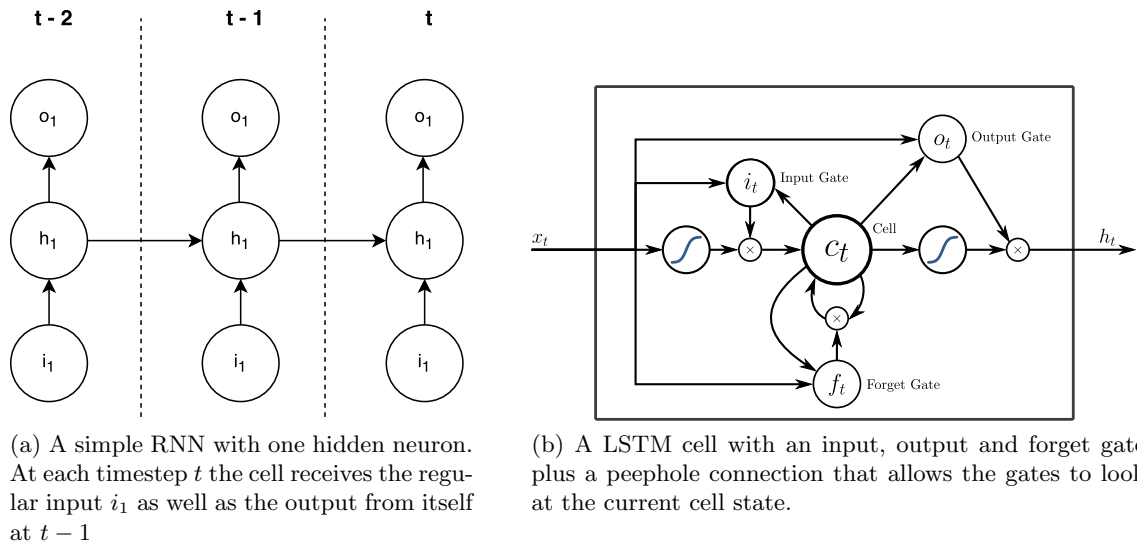 t - 2
t - 1
t
o1
o1
o1
h1
h1
h1
i1
i1
i1
(a) A simple RNN with one hidden neuron.
At each timestep t the cell receives the regu-
lar input i1 as well as the output from itself
at t − 1
ot
Output Gate
it
Input Gate
xt
×
ct
Cell
×
ht
×
ft
Forget Gate
(b) A LSTM cell with an input, output and forget gate
plus a peephole connection that allows the gates to look
at the current cell state.